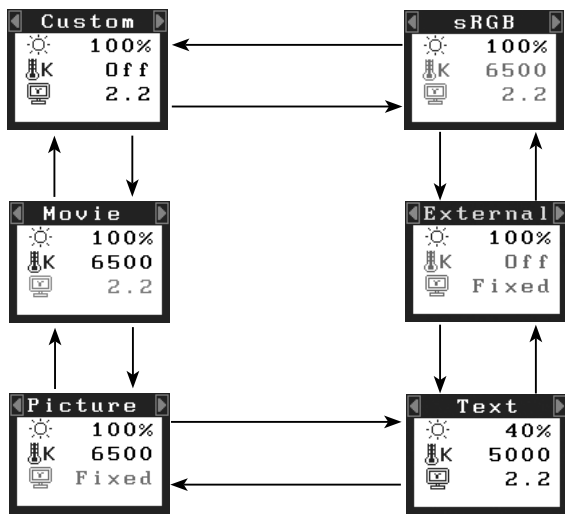 Custom
100%
K Off
2.2
sRGB
100%
K 6500
2.2
Movie
100%
K 6500
2.2
External
100%
K Off
Fixed
Picture
100%
K 6500
Fixed
Text
40%
K 5000
2.2